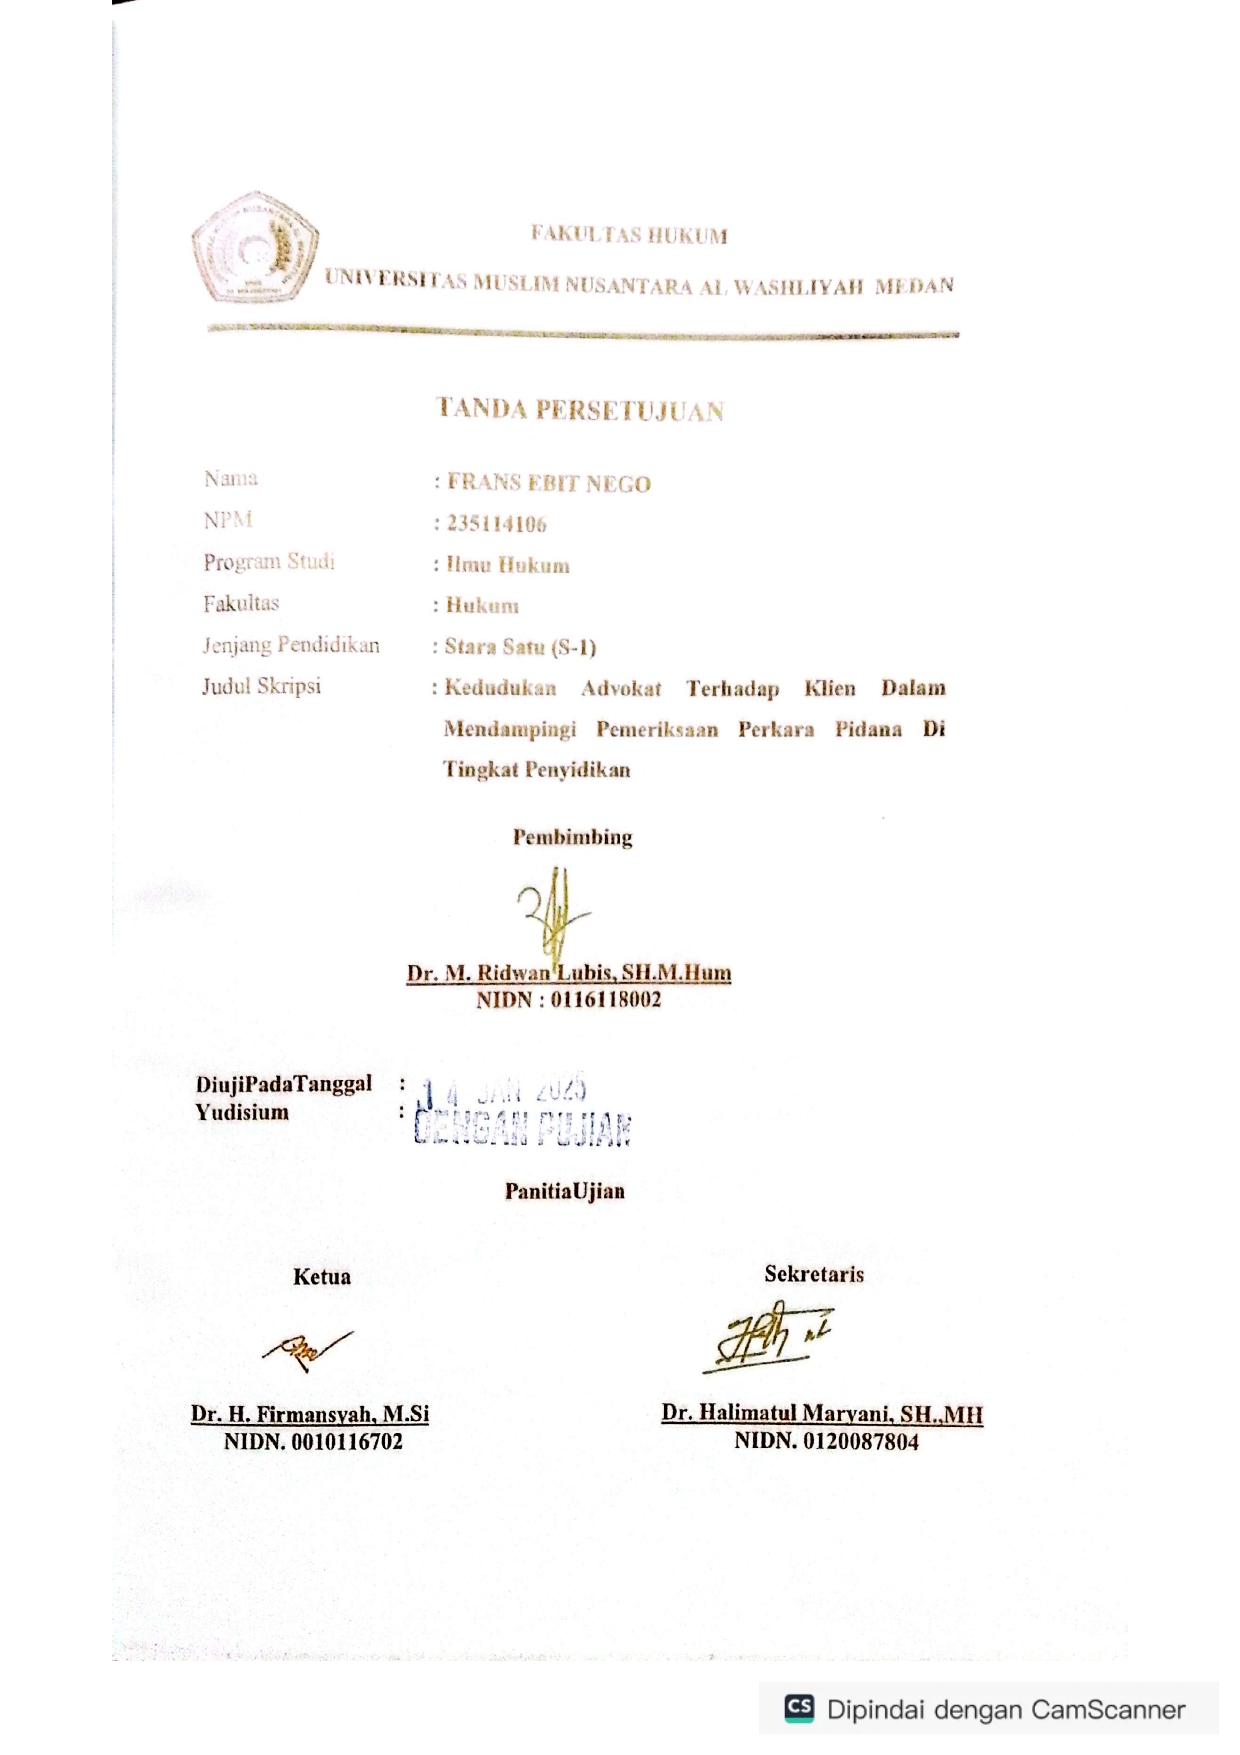 FAKULTAS HUKUM
UNIVERSITAS MUSLIM NUSANTARA AL WASHLIYAH MEDAN
TANDA PERSETUJUAN
Nama : FRANS EBIT NEGO
NPM : 235114106
Program Studi : Ilmu Hukum
Fakultas : Hukum
Jenjang Pendidikan : Stara Satu (S-1)
Judul Skripsi : Kedudukan Advokat Terhadap Klien Dalam
Mendampingi Pemeriksaan Perkara Pidana Di
Tingkat Penyidikan
Pembimbing
Dr. M. Ridwan Lubis, SH.M.Hum
NIDN : 0116118002
DiujiPadaTanggal : 14 JAN 2025
Yudisium : DENGAN PUJIAN
PanitiaUjian
Ketua Sekretaris
Dr. H. Firmansyah, M.Si Dr. Halimatul Maryani, SH.,MH
NIDN. 0010116702 NIDN. 0120087804
CS Dipindai dengan CamScanner